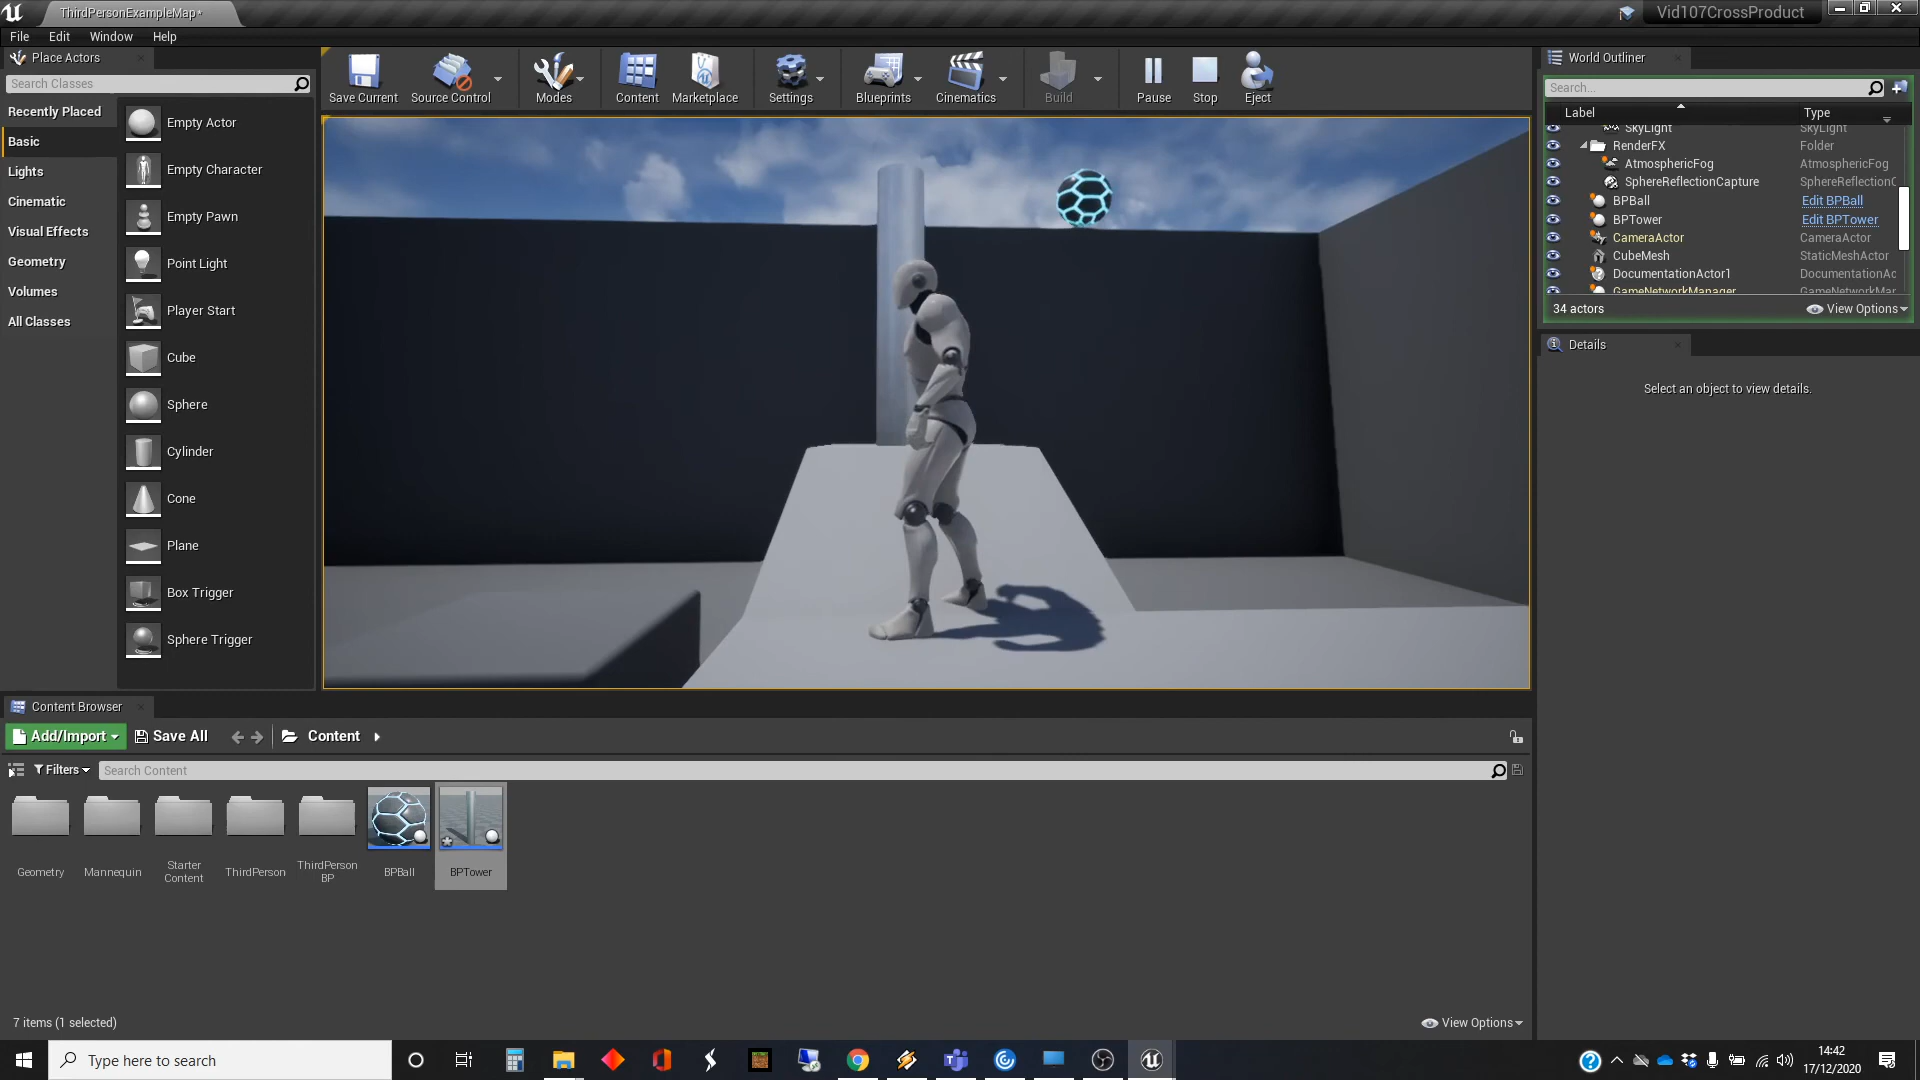 ThirdPersonExampleMap*
Vid107CrossProduct
File Edit Window Help
Place Actors
Search Classes
Recently Placed
Basic
Lights
Cinematic
Visual Effects
Geometry
Volumes
All Classes
Empty Actor
Empty Character
Empty Pawn
Point Light
Player Start
Cube
Sphere
Cylinder
Cone
Plane
Box Trigger
Sphere Trigger
Save Current
Source Control
Modes
Content
Marketplace
Settings
Blueprints
Cinematics
Build
Pause
Stop
Eject
World Outliner
Search...
Label Type
SkyLight SkyLight
RenderFX Folder
AtmosphericFog AtmosphericFog
SphereReflectionCapture SphereReflectionC
BPBall Edit BPBall
BPTower Edit BPTower
CameraActor CameraActor
CubeMesh StaticMeshActor
DocumentationActor1 DocumentationAc
GameNetworkManager GameNetworkMar
34 actors View Options
Details
Select an object to view details.
Content Browser
Add/Import Save All Content
Filters Search Content
Geometry
Mannequin
Starter
Content
ThirdPerson
ThirdPerson
BP
BPBall
BPTower
7 items (1 selected) View Options
Type here to search
14:42
17/12/2020